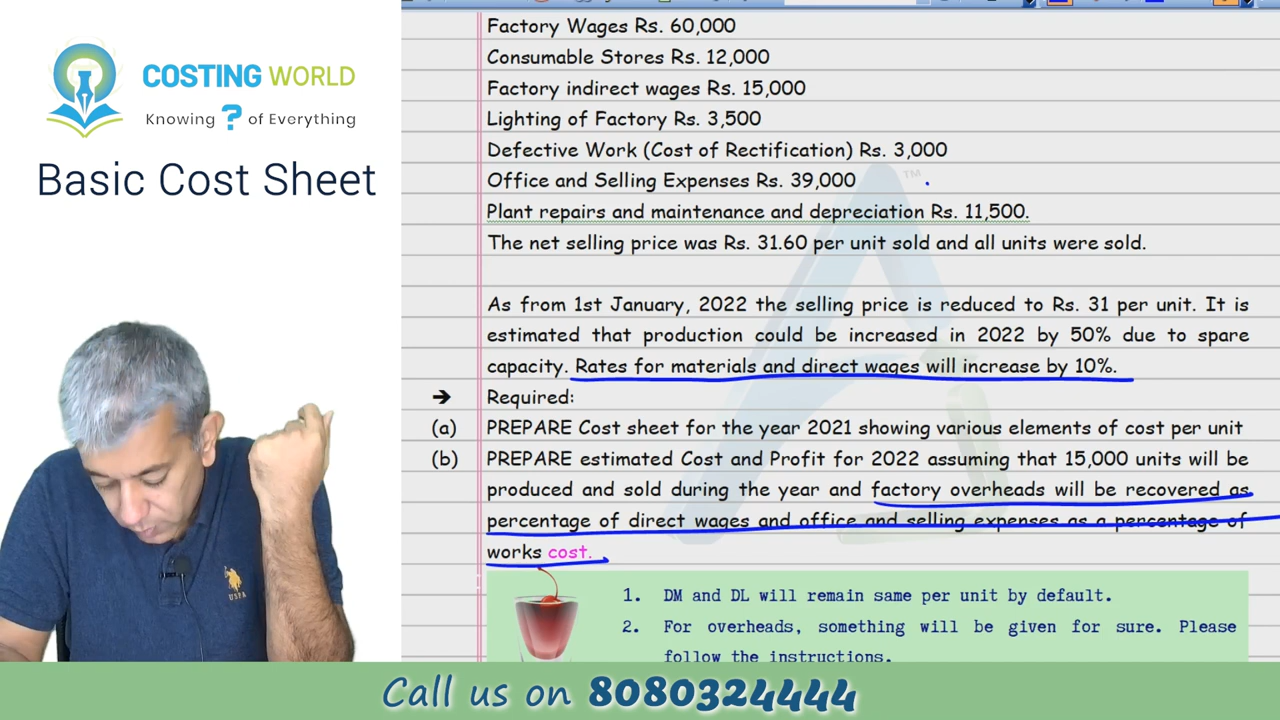 COSTING WORLD
Knowing ? of Everything
Basic Cost Sheet
Factory Wages Rs. 60,000
Consumable Stores Rs. 12,000
Factory indirect wages Rs. 15,000
Lighting of Factory Rs. 3,500
Defective Work (Cost of Rectification) Rs. 3,000
Office and Selling Expenses Rs. 39,000
TM
Plant repairs and maintenance and depreciation Rs. 11,500.
The net selling price was Rs. 31.60 per unit sold and all units were sold.
As from 1st January, 2022 the selling price is reduced to Rs. 31 per unit. It is
estimated that production could be increased in 2022 by 50% due to spare
capacity. Rates for materials and direct wages will increase by 10%.
➔ Required:
(a) PREPARE Cost sheet for the year 2021 showing various elements of cost per unit
(b) PREPARE estimated Cost and Profit for 2022 assuming that 15,000 units will be
produced and sold during the year and factory overheads will be recovered as
percentage of direct wages and office and selling expenses as a percentage of
works cost.
1. DM and DL will remain same per unit by default.
2. For overheads, something will be given for sure. Please
follow the instructions.
USPA
Call us on 8080324444